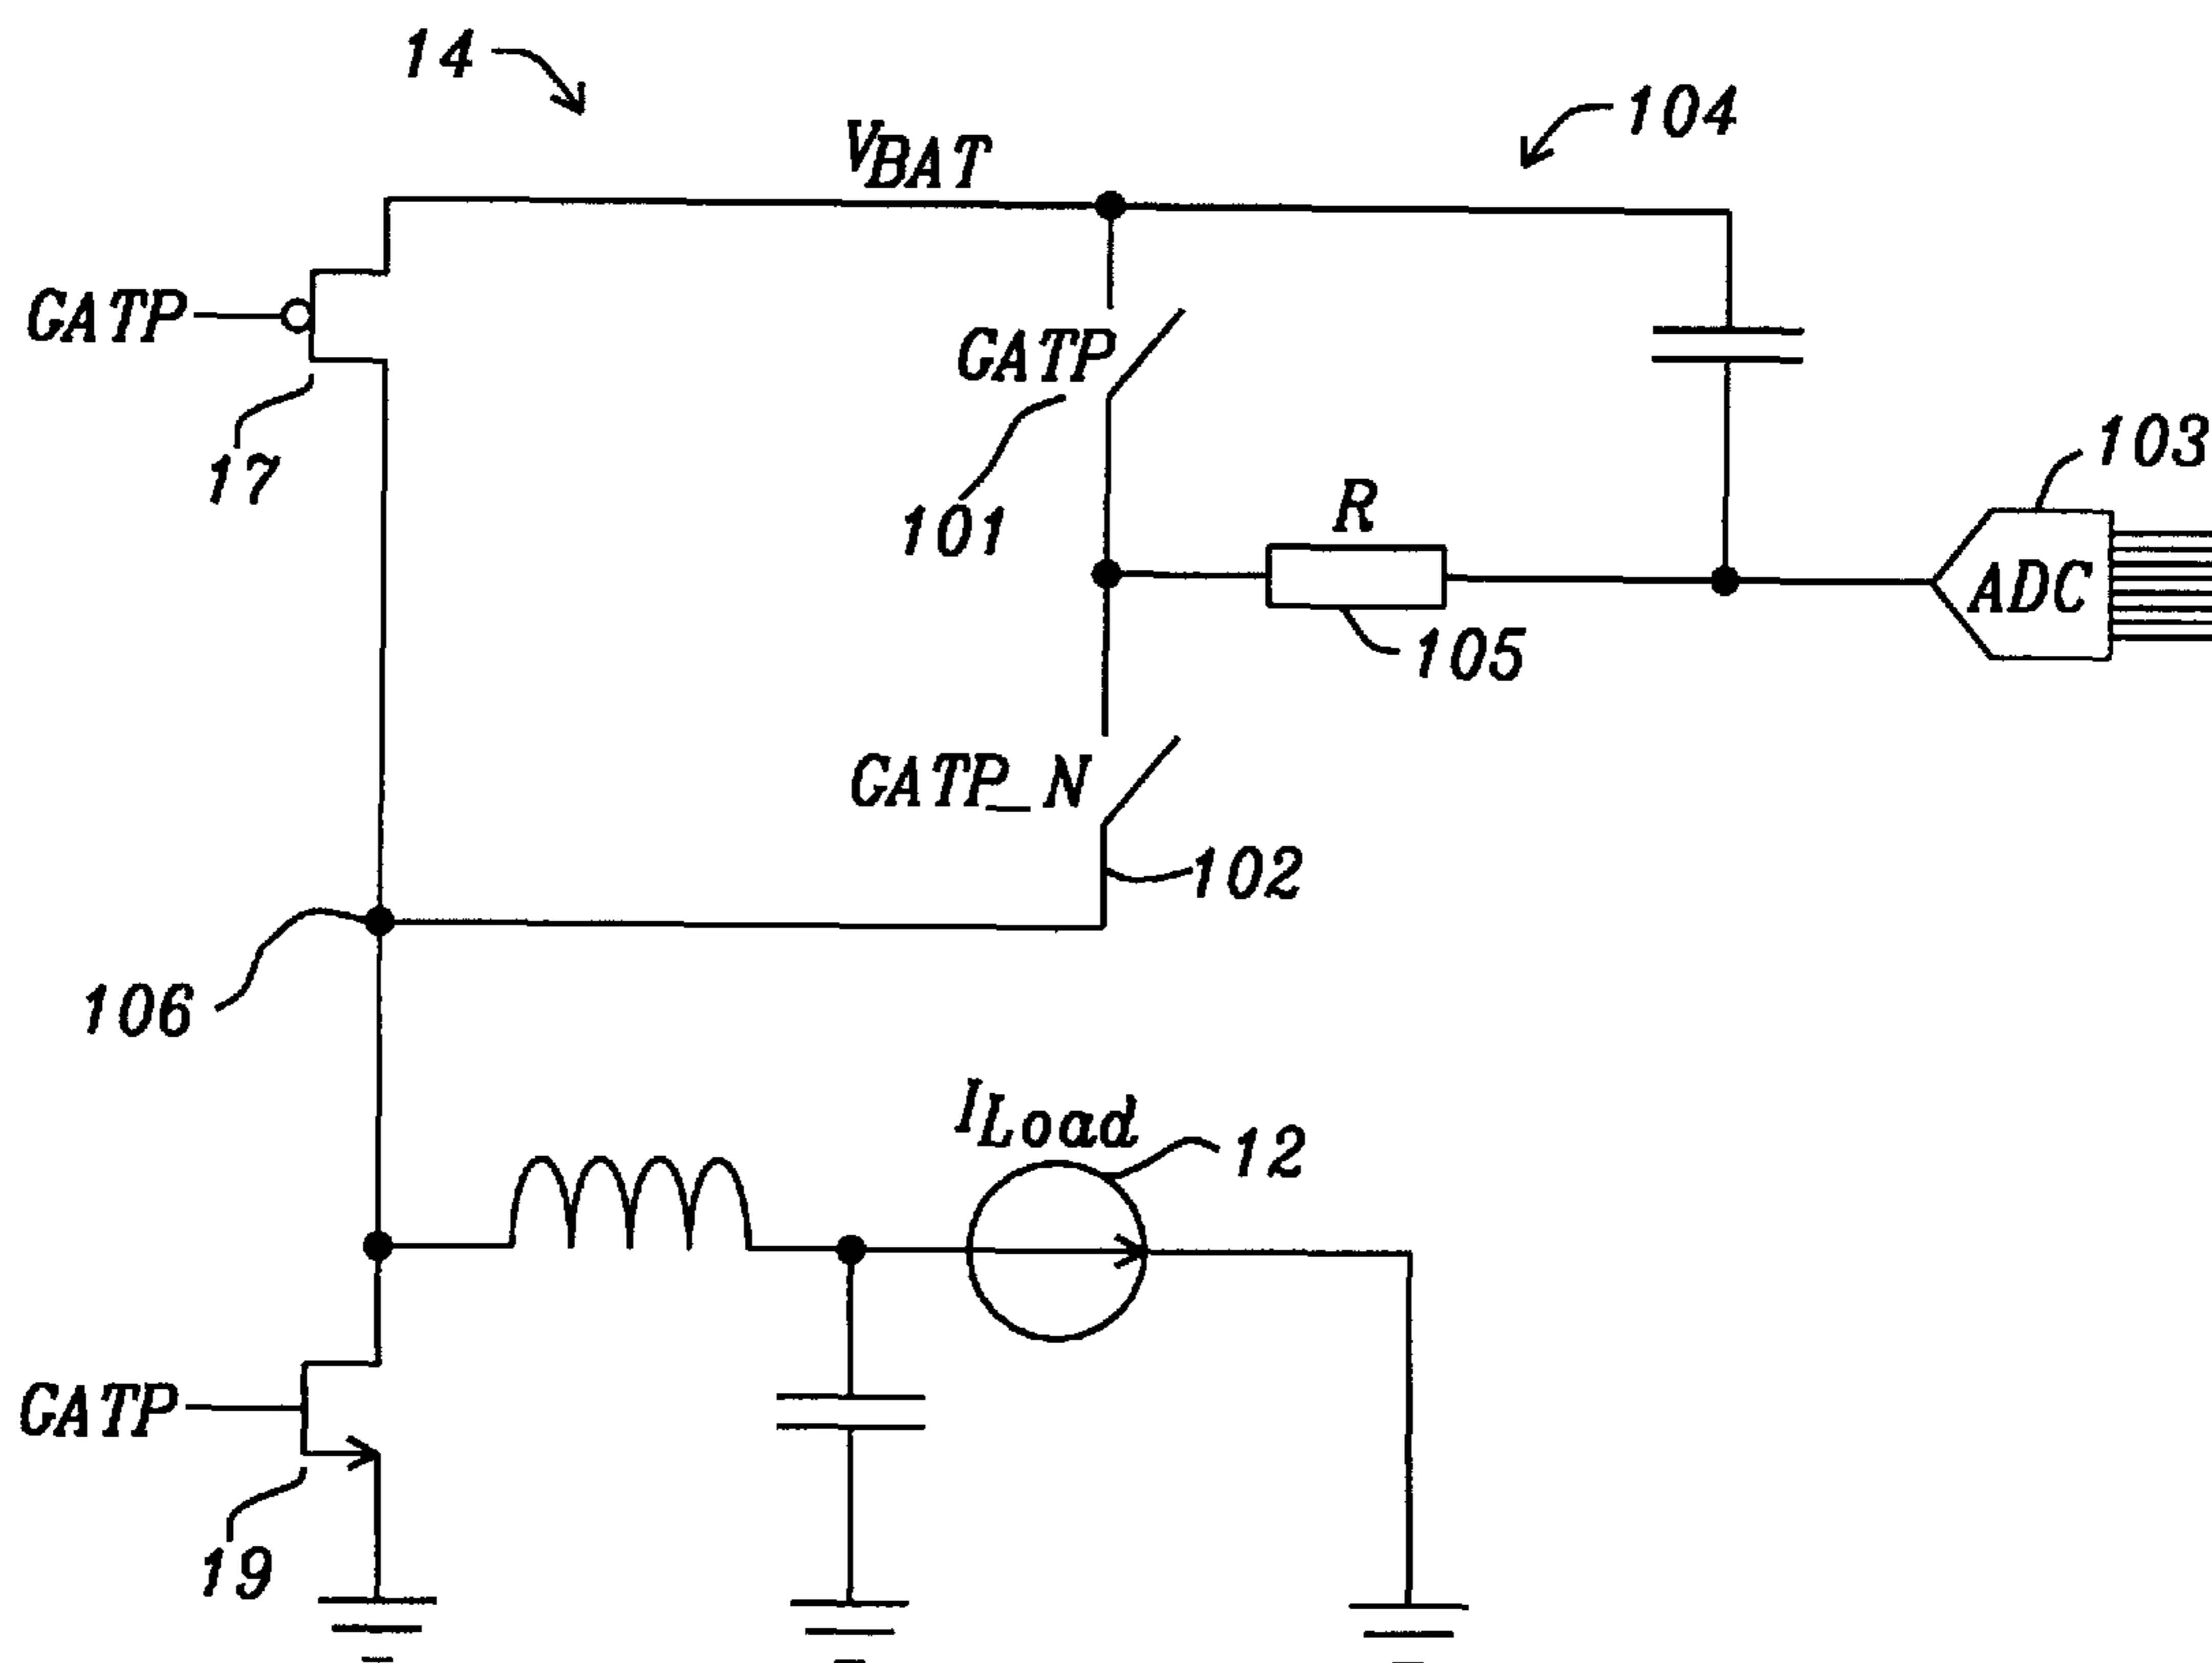 14
104
VBAT
GATP
GATP
17
101
103
R
ADC
105
GATP_N
102
106
ILoad
12
GATP
19